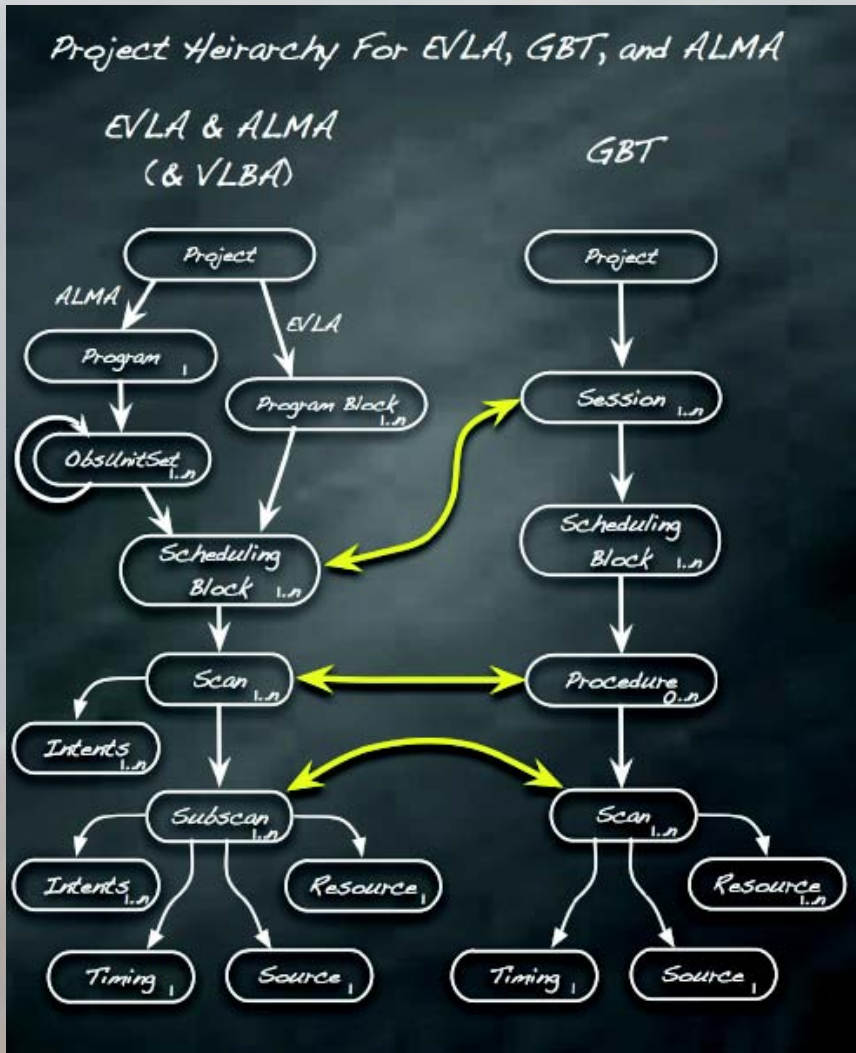 Project Heirarchy For EVLA, GBT, and ALMA
EVLA & ALMA
(& VLBA)
GBT
Project
Project
ALMA
EVLA
Program 1
Program Block 1..n
Session 1..n
ObsUnitSet 1..n
Scheduling
Block 1..n
Scheduling
Block 1..n
Scan 1..n
Procedure 0..n
Intents 1..n
Subscan 1..n
Scan 1..n
Intents 1..n
Resource 1
Resource 1..n
Timing 1
Source 1
Timing 1
Source 1